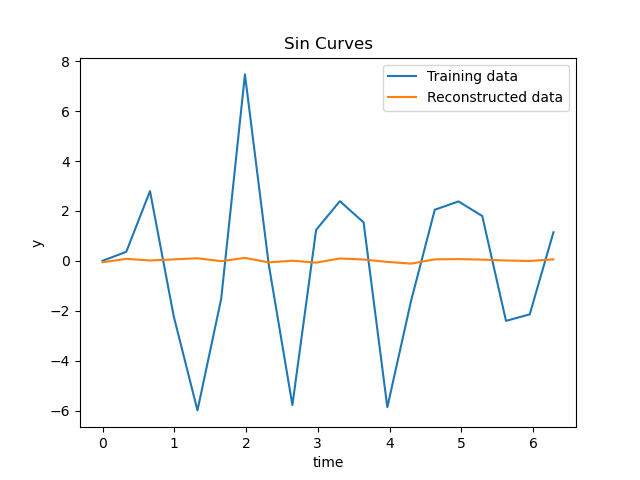 Sin Curves
Training data
Reconstructed data
8
6
4
2
0
−2
−4
−6
y
0 1 2 3 4 5 6
time